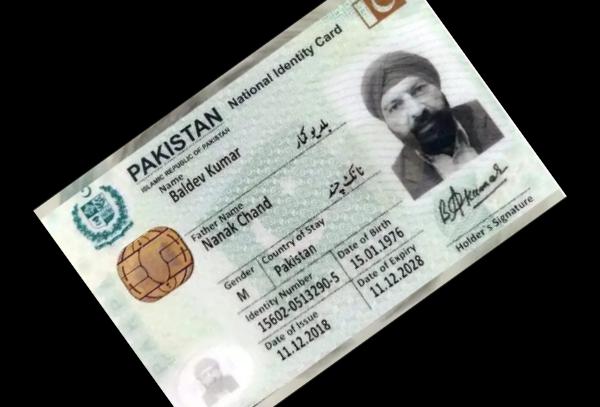 PAKISTAN National Identity Card
ISLAMIC REPUBLIC OF PAKISTAN
Name
Baldev Kumar
بلدیو کمار
Father Name
Nanak Chand
نانک چند
Gender Country of Stay
M Pakistan
Identity Number Date of Birth
15602-0513290-5 15.01.1976
Date of Issue Date of Expiry
11.12.2018 11.12.2028
Holder's Signature